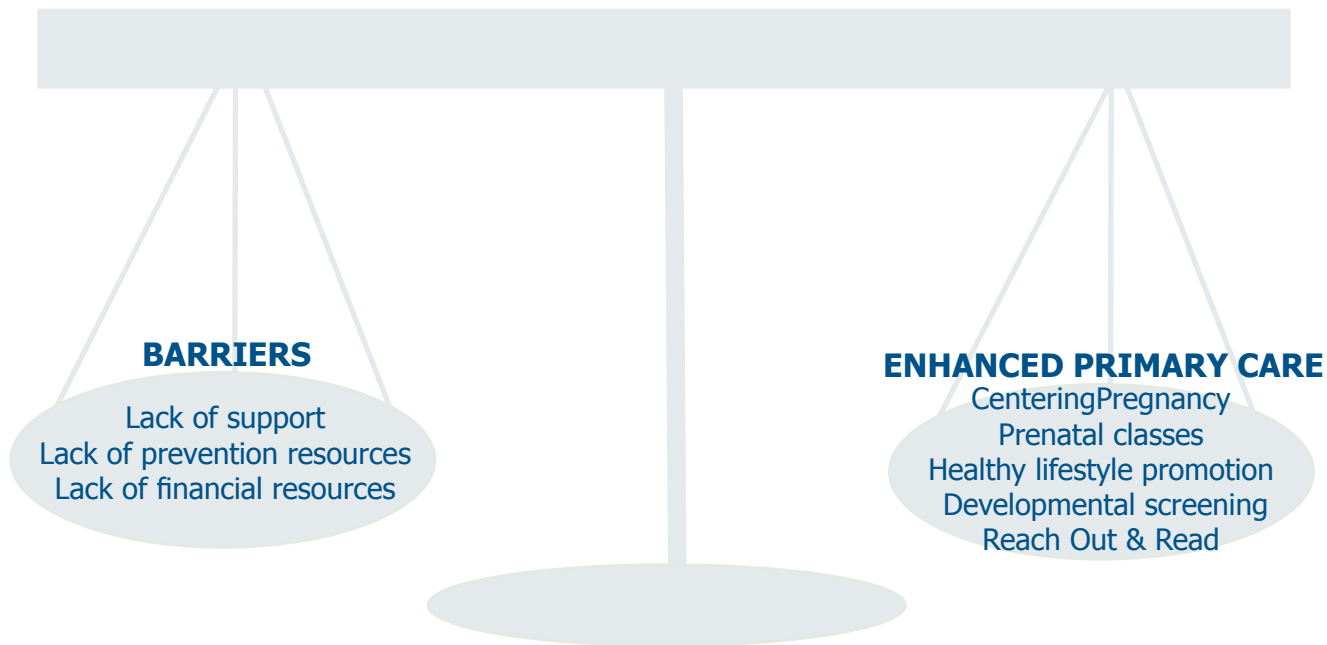 BARRIERS
Lack of support
Lack of prevention resources
Lack of financial resources
ENHANCED PRIMARY CARE
CenteringPregnancy
Prenatal classes
Healthy lifestyle promotion
Developmental screening
Reach Out & Read